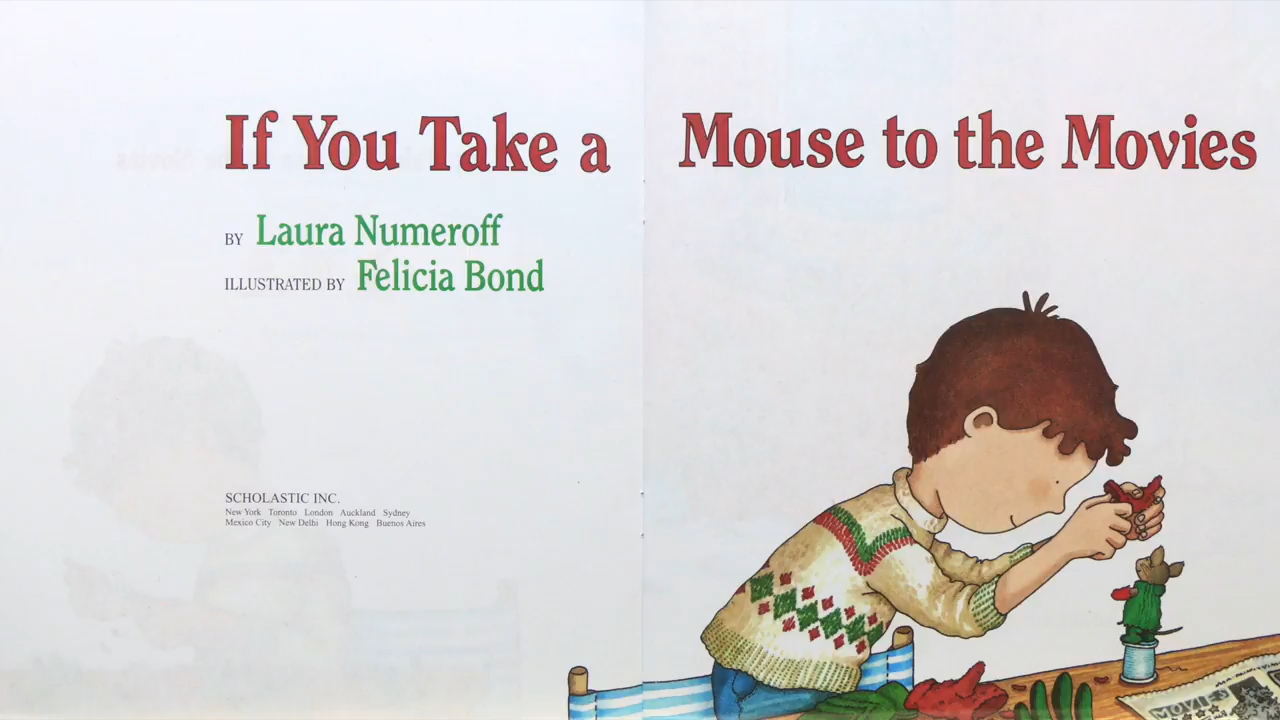 If You Take a Mouse to the Movies
BY Laura Numeroff
ILLUSTRATED BY Felicia Bond
SCHOLASTIC INC.
New York Toronto London Auckland Sydney
Mexico City New Delhi Hong Kong Buenos Aires
MOVIES